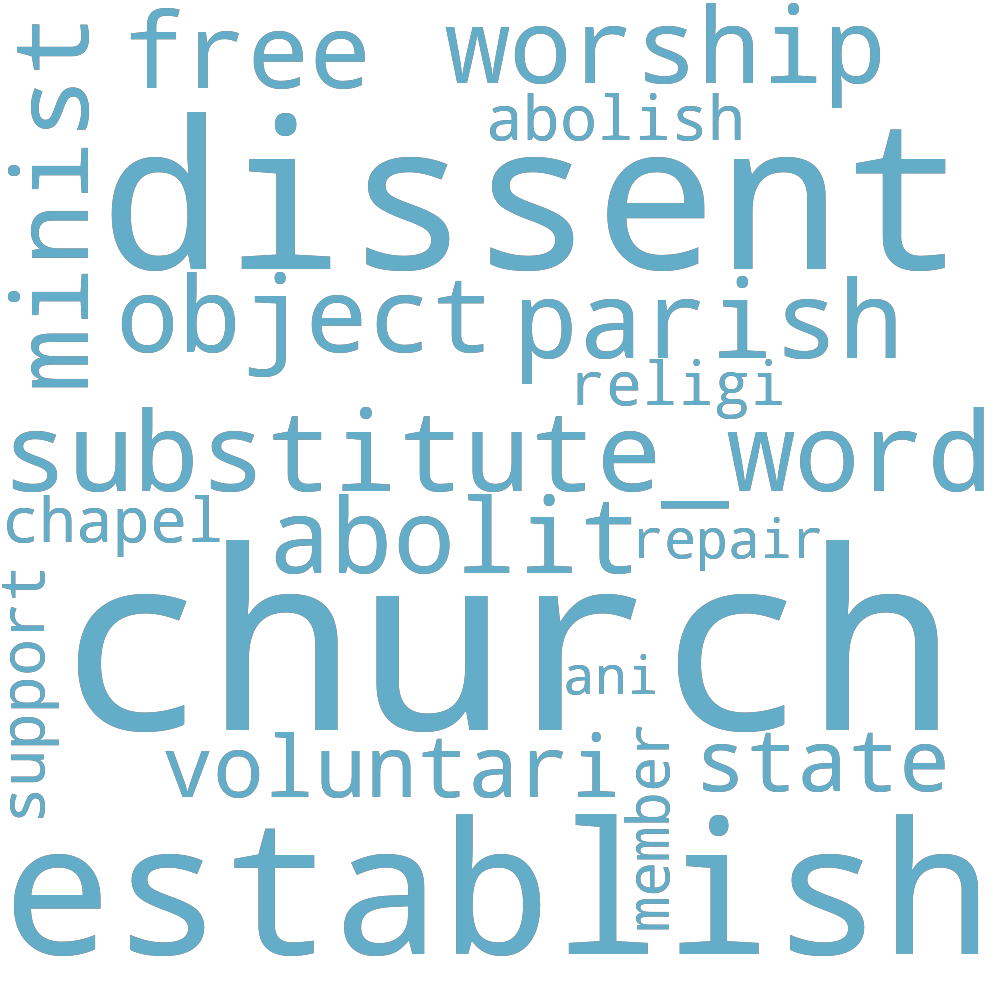 free worship
minist
abolish
dissent
object parish
religi
substitute_word
chapel abolit repair
support
church
ani
voluntari state
member
establish